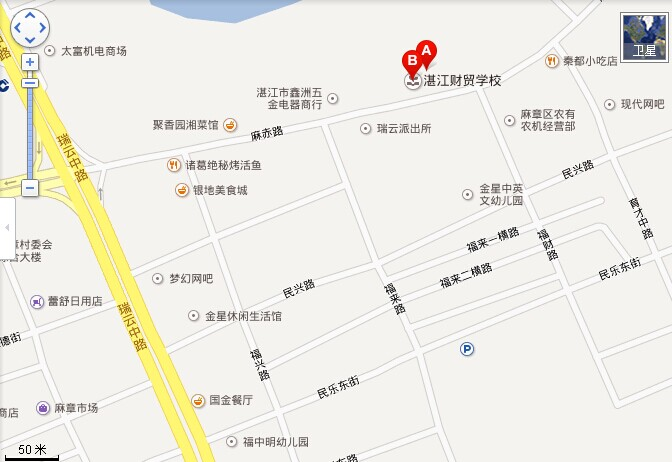 卫星
太富机电商场
A
B
湛江财贸学校
秦都小吃店
湛江市鑫洲五
金电器商行
现代网吧
麻章区农有
农机经营部
聚香园湘菜馆
麻赤路
瑞云派出所
瑞云中路
诸葛绝秘烤活鱼
银地美食城
民兴路
金星中英
文幼儿园
育才中路
福来一横路
福财路
村委会
大楼
梦幻网吧
福来二横路
民乐东街
民兴路
蕾舒日用店
福来路
瑞云中路
金星休闲生活馆
德街
P
福兴路
民乐东街
国金餐厅
麻章市场
商店
福中明幼儿园
50 米